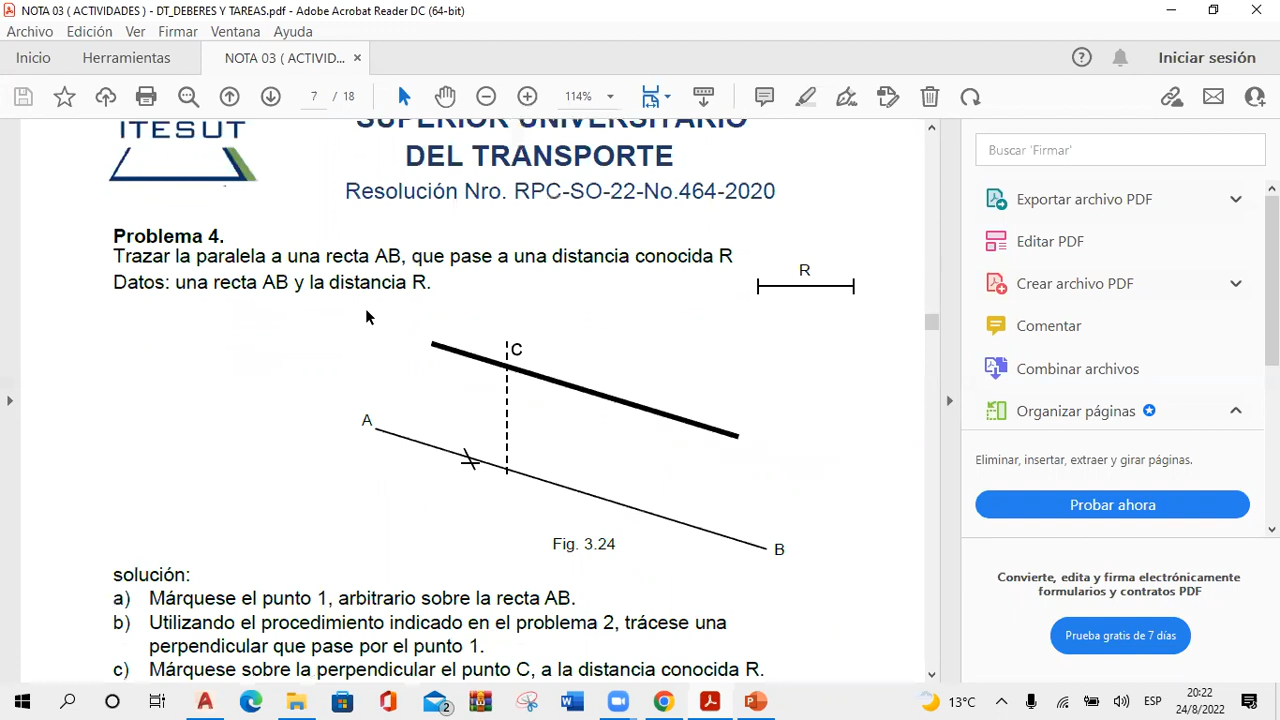 NOTA 03 ( ACTIVIDADES ) - DT_DEBERES Y TAREAS.pdf - Adobe Acrobat Reader DC (64-bit)
Archivo Edición Ver Firmar Ventana Ayuda
Inicio Herramientas NOTA 03 ( ACTIVID... × Iniciar sesión
7 / 18 114%
ITESUT
SUPERIOR UNIVERSITARIO
DEL TRANSPORTE
Resolución Nro. RPC-SO-22-No.464-2020
Problema 4.
Trazar la paralela a una recta AB, que pase a una distancia conocida R
Datos: una recta AB y la distancia R.
R
C
A
B
Fig. 3.24
solución:
a) Márquese el punto 1, arbitrario sobre la recta AB.
b) Utilizando el procedimiento indicado en el problema 2, trácese una
perpendicular que pase por el punto 1.
c) Márquese sobre la perpendicular el punto C, a la distancia conocida R.
Buscar 'Firmar'
Exportar archivo PDF
Editar PDF
Crear archivo PDF
Comentar
Combinar archivos
Organizar páginas
Eliminar, insertar, extraer y girar páginas.
Probar ahora
Convierte, edita y firma electrónicamente
formularios y contratos PDF
Prueba gratis de 7 días
2
13°C ESP 20:22
24/8/2022